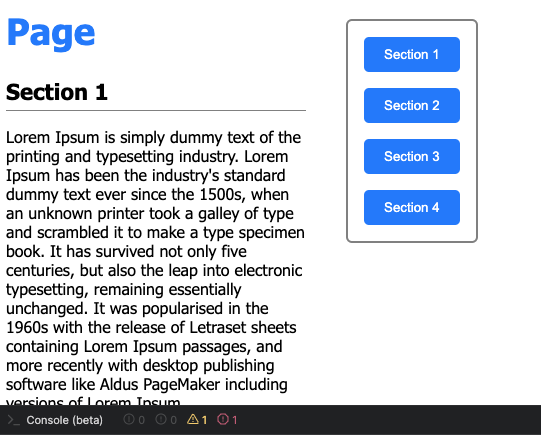 Page
Section 1
Lorem Ipsum is simply dummy text of the
printing and typesetting industry. Lorem
Ipsum has been the industry's standard
dummy text ever since the 1500s, when
an unknown printer took a galley of type
and scrambled it to make a type specimen
book. It has survived not only five
centuries, but also the leap into electronic
typesetting, remaining essentially
unchanged. It was popularised in the
1960s with the release of Letraset sheets
containing Lorem Ipsum passages, and
more recently with desktop publishing
software like Aldus PageMaker including
versions of Lorem Ipsum
Section 1
Section 2
Section 3
Section 4
>_ Console (beta) 0 0 1 1